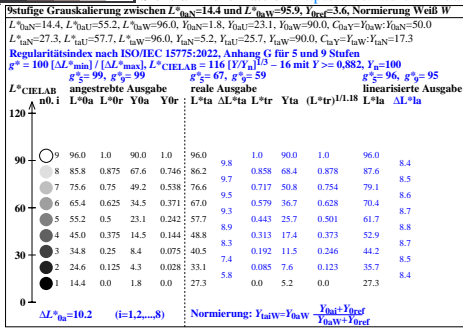 9stufige Grauskalierung zwischen L*0aN=14.4 und L*0aW=95.9, Y0ref=3.6, Normierung Weiß W
L*0aN=14.4, L*0aU=55.2, L*0aW=96.0, Y0aN=1.8, Y0aU=23.1, Y0aW=90.0, C0aY=Y0aW:Y0aN=50.0
L*taN=27.3, L*taU=57.7, L*taW=96.0, YtaN=5.2, YtaU=25.7, YtaW=90.0, CtaY=YtaW:YtaN=17.3
Regularitätsindex nach ISO/IEC 15775:2022, Anhang G für 5 und 9 Stufen
g* = 100 [ΔL*min] / [ΔL*max], L*CIELAB = 116 [Y/Yn]1/3 – 16 mit Y >= 0,882, Yn=100
g*5= 99, g*9= 99 g*5= 67, g*9= 59 g*5= 96, g*9= 95
L*CIELAB angestrebte Ausgabe reale Ausgabe linearisierte Ausgabe
n0. i L*0a L*0r Y0a Y0r L*ta ΔL*ta L*tr Yta (L*tr)1/1.18 L*la ΔL*la
120
9 96.0 1.0 90.0 1.0 96.0 1.0 90.0 1.0 96.0
9.8 8.4
90
8 85.8 0.875 67.6 0.746 86.2 0.858 68.4 0.878 87.6
9.7 8.5
7 75.6 0.75 49.2 0.538 76.6 0.717 50.8 0.754 79.1
9.5 8.6
6 65.4 0.625 34.5 0.371 67.0 0.579 36.7 0.628 70.4
9.3 8.7
60
5 55.2 0.5 23.1 0.242 57.7 0.443 25.7 0.501 61.7
8.9 8.8
4 45.0 0.375 14.5 0.144 48.8 0.313 17.4 0.373 52.9
8.3 8.7
3 34.8 0.25 8.4 0.075 40.5 0.192 11.5 0.246 44.2
7.4 8.5
30
2 24.6 0.125 4.3 0.028 33.1 0.085 7.6 0.123 35.7
5.8 8.4
1 14.4 0.0 1.8 0.0 27.3 0.0 5.2 0.0 27.3
0
ΔL*0a=10.2 (i=1,2,...,8) Normierung: YtaiW=Y0aW Y0ai+Y0ref
Y0aW+Y0ref